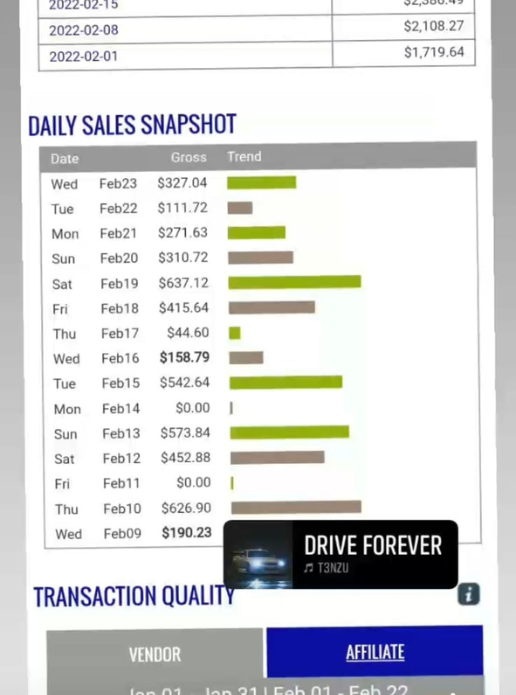 2022-02-15 $2,380.49
2022-02-08 $2,108.27
2022-02-01 $1,719.64
DAILY SALES SNAPSHOT
Date Gross Trend
Wed Feb23 $327.04
Tue Feb22 $111.72
Mon Feb21 $271.63
Sun Feb20 $310.72
Sat Feb19 $637.12
Fri Feb18 $415.64
Thu Feb17 $44.60
Wed Feb16 $158.79
Tue Feb15 $542.64
Mon Feb14 $0.00
Sun Feb13 $573.84
Sat Feb12 $452.88
Fri Feb11 $0.00
Thu Feb10 $626.90
Wed Feb09 $190.23
DRIVE FOREVER
T3NZU
TRANSACTION QUALITY
i
VENDOR AFFILIATE
Jan 01 - Jan 31 | Feb 01 - Feb 22